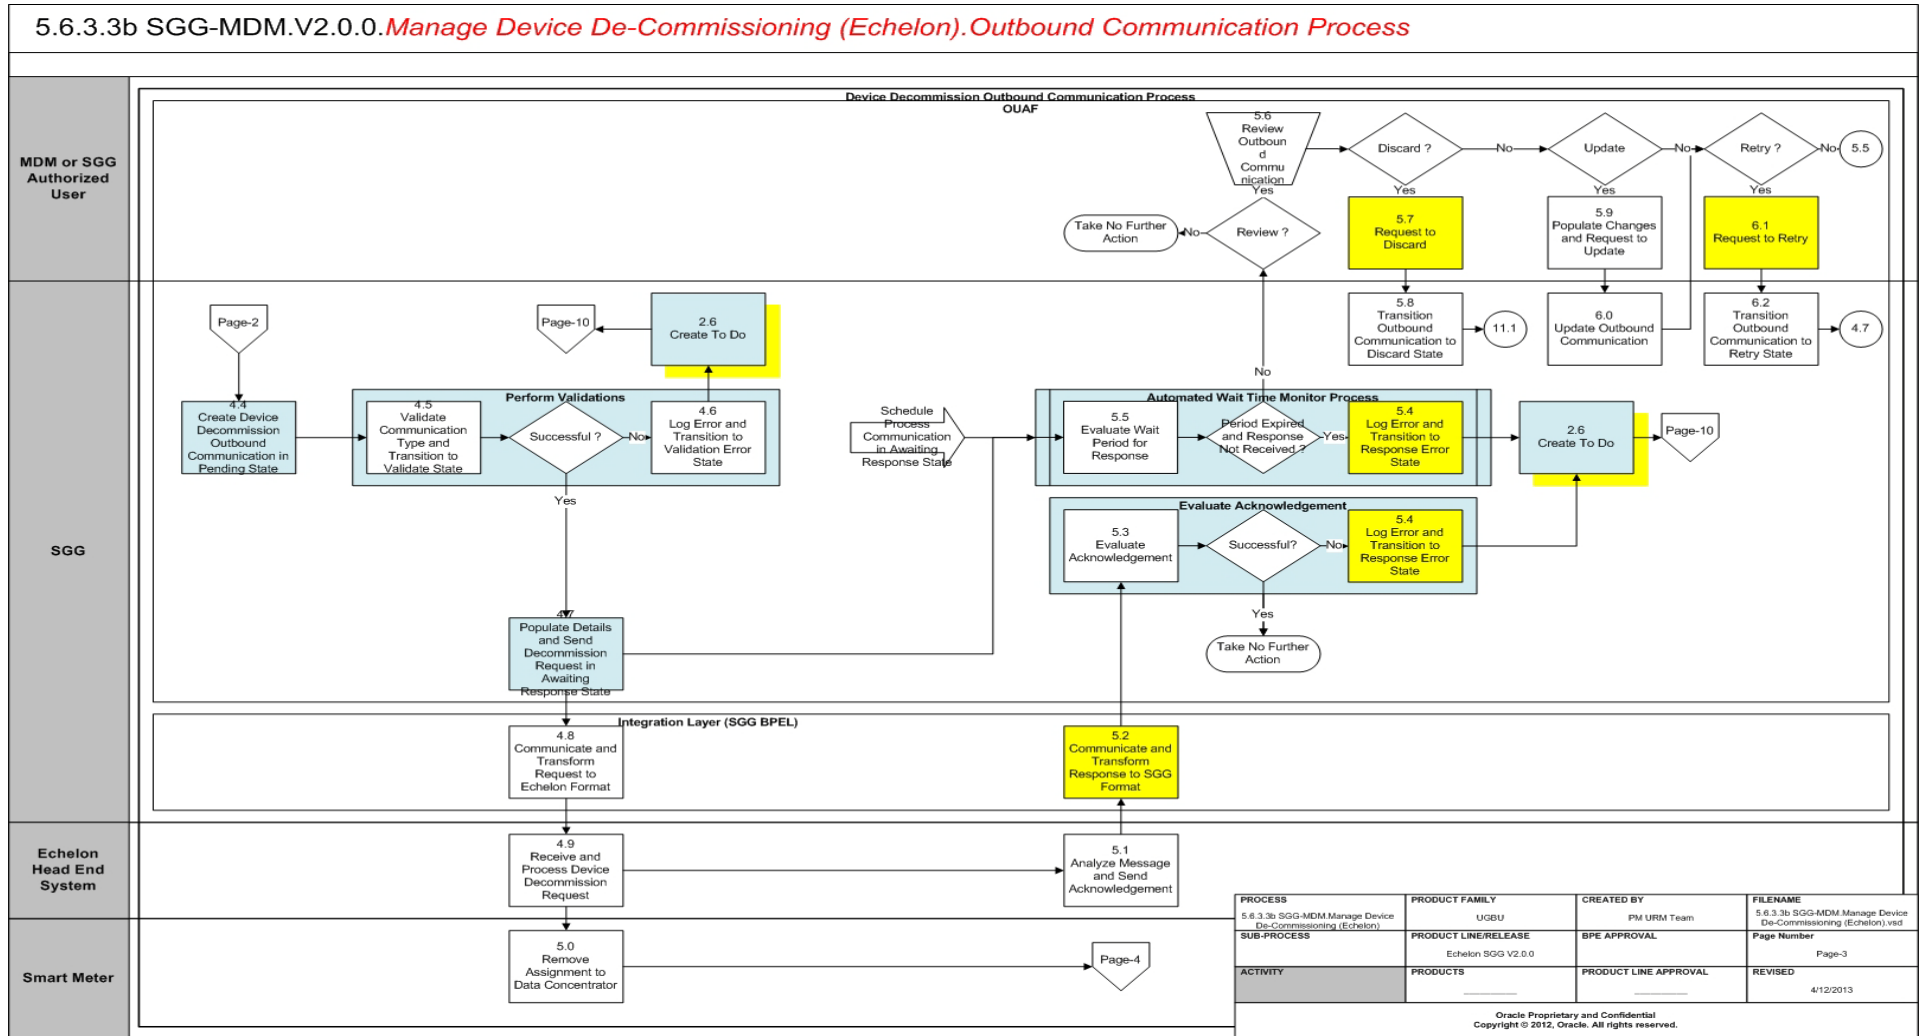 5.6.3.3b SGG-MDM.V2.0.0.Manage Device De-Commissioning (Echelon).Outbound Communication Process
Device Decommission Outbound Communication Process
OUAF
MDM or SGG
Authorized
User
5.6
Review
Outboun
d
Commu
nication
Discard ?
No
Update
No
Retry ?
No
5.5
Yes
Yes
Yes
Yes
Take No Further
Action
No
Review ?
5.7
Request to
Discard
5.9
Populate Changes
and Request to
Update
6.1
Request to Retry
SGG
Page-2
Page-10
2.6
Create To Do
5.8
Transition
Outbound
Communication to
Discard State
11.1
6.0
Update Outbound
Communication
6.2
Transition
Outbound
Communication to
Retry State
4.7
No
4.4
Create Device
Decommission
Outbound
Communication in
Pending State
Perform Validations
4.5
Validate
Communication
Type and
Transition to
Validate State
Successful ?
No
4.6
Log Error and
Transition to
Validation Error
State
Yes
Schedule
Process
Communication
in Awaiting
Response State
Automated Wait Time Monitor Process
5.5
Evaluate Wait
Period for
Response
Period Expired
and Response
Not Received ?
Yes
5.4
Log Error and
Transition to
Response Error
State
2.6
Create To Do
Page-10
Evaluate Acknowledgement
5.3
Evaluate
Acknowledgement
Successful?
No
5.4
Log Error and
Transition to
Response Error
State
Yes
Take No Further
Action
4.7
Populate Details
and Send
Decommission
Request in
Awaiting
Response State
Integration Layer (SGG BPEL)
4.8
Communicate and
Transform
Request to
Echelon Format
5.2
Communicate and
Transform
Response to SGG
Format
Echelon
Head End
System
4.9
Receive and
Process Device
Decommission
Request
5.1
Analyze Message
and Send
Acknowledgement
Smart Meter
5.0
Remove
Assignment to
Data Concentrator
Page-4
PROCESS
5.6.3.3b SGG-MDM.Manage Device
De-Commissioning (Echelon)
PRODUCT FAMILY
UGBU
CREATED BY
PM URM Team
FILENAME
5.6.3.3b SGG-MDM.Manage Device
De-Commissioning (Echelon).vsd
SUB-PROCESS
PRODUCT LINE/RELEASE
Echelon SGG V2.0.0
BPE APPROVAL
Page Number
Page-3
ACTIVITY
PRODUCTS
PRODUCT LINE APPROVAL
REVISED
4/12/2013
Oracle Proprietary and Confidential
Copyright © 2012, Oracle. All rights reserved.